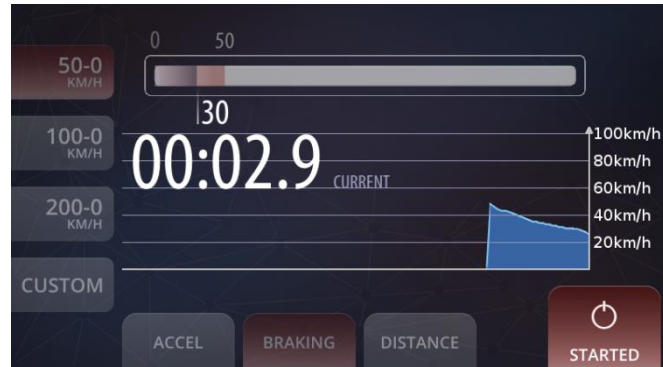 0 50
50-0
KM/H
30
100-0
KM/H
00:02.9 CURRENT
100km/h
80km/h
60km/h
40km/h
20km/h
200-0
KM/H
CUSTOM
ACCEL BRAKING DISTANCE
STARTED